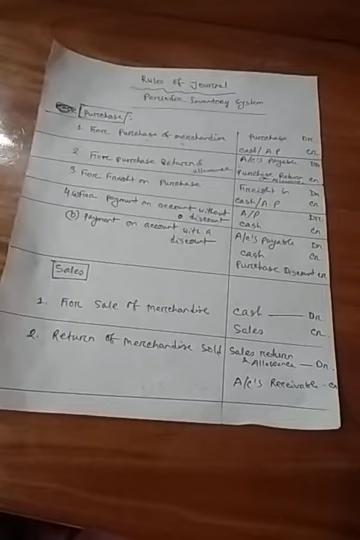 Rules of Journal
Periodic Inventory System
Purchase:
1. For Purchase of merchandise Purchase Dr.
Cash/A.P Cr.
2 For purchase Return & allowance A/c's Payable Dr.
Purchase Return & allowance Cr.
3 For Freight on Purchase Freight in Dr.
Cash/A.P Cr.
4.(a) For Payment on account without a discount A/P Dr.
Cash Cr.
(b) Payment on account with a discount A/c's Payable Dr
Cash Cr.
Purchase Discount Cr
Sales
1. For Sale of Merchandise Cash — Dr.
Sales Cr.
2. Return of Merchandise Sold Sales return
& Allowance — Dr.
A/c's Receivable - Cr